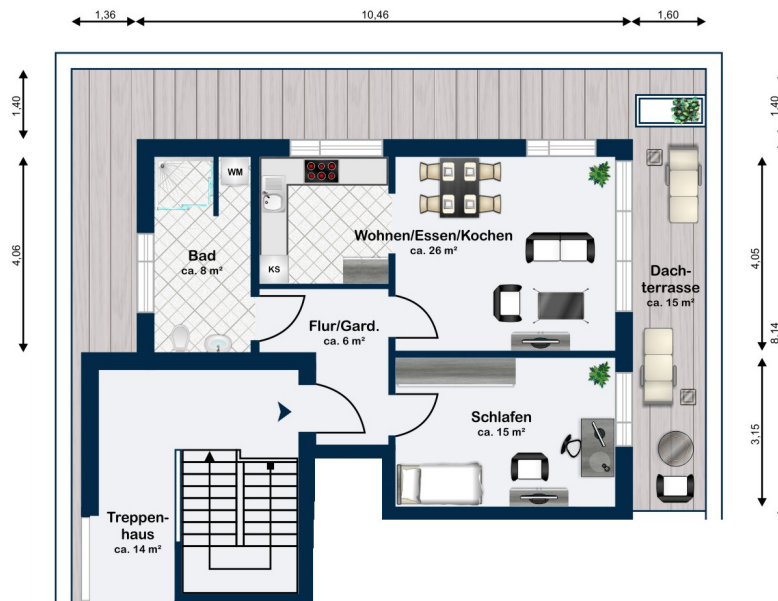 1,36
10,46
1,60
1,40
1,40
WM
Bad
ca. 8 m²
KS
Wohnen/Essen/Kochen
ca. 26 m²
4,06
4,05
Dach-
terrasse
ca. 15 m²
Flur/Gard.
ca. 6 m²
8,14
Schlafen
ca. 15 m²
3,15
Treppen-
haus
ca. 14 m²